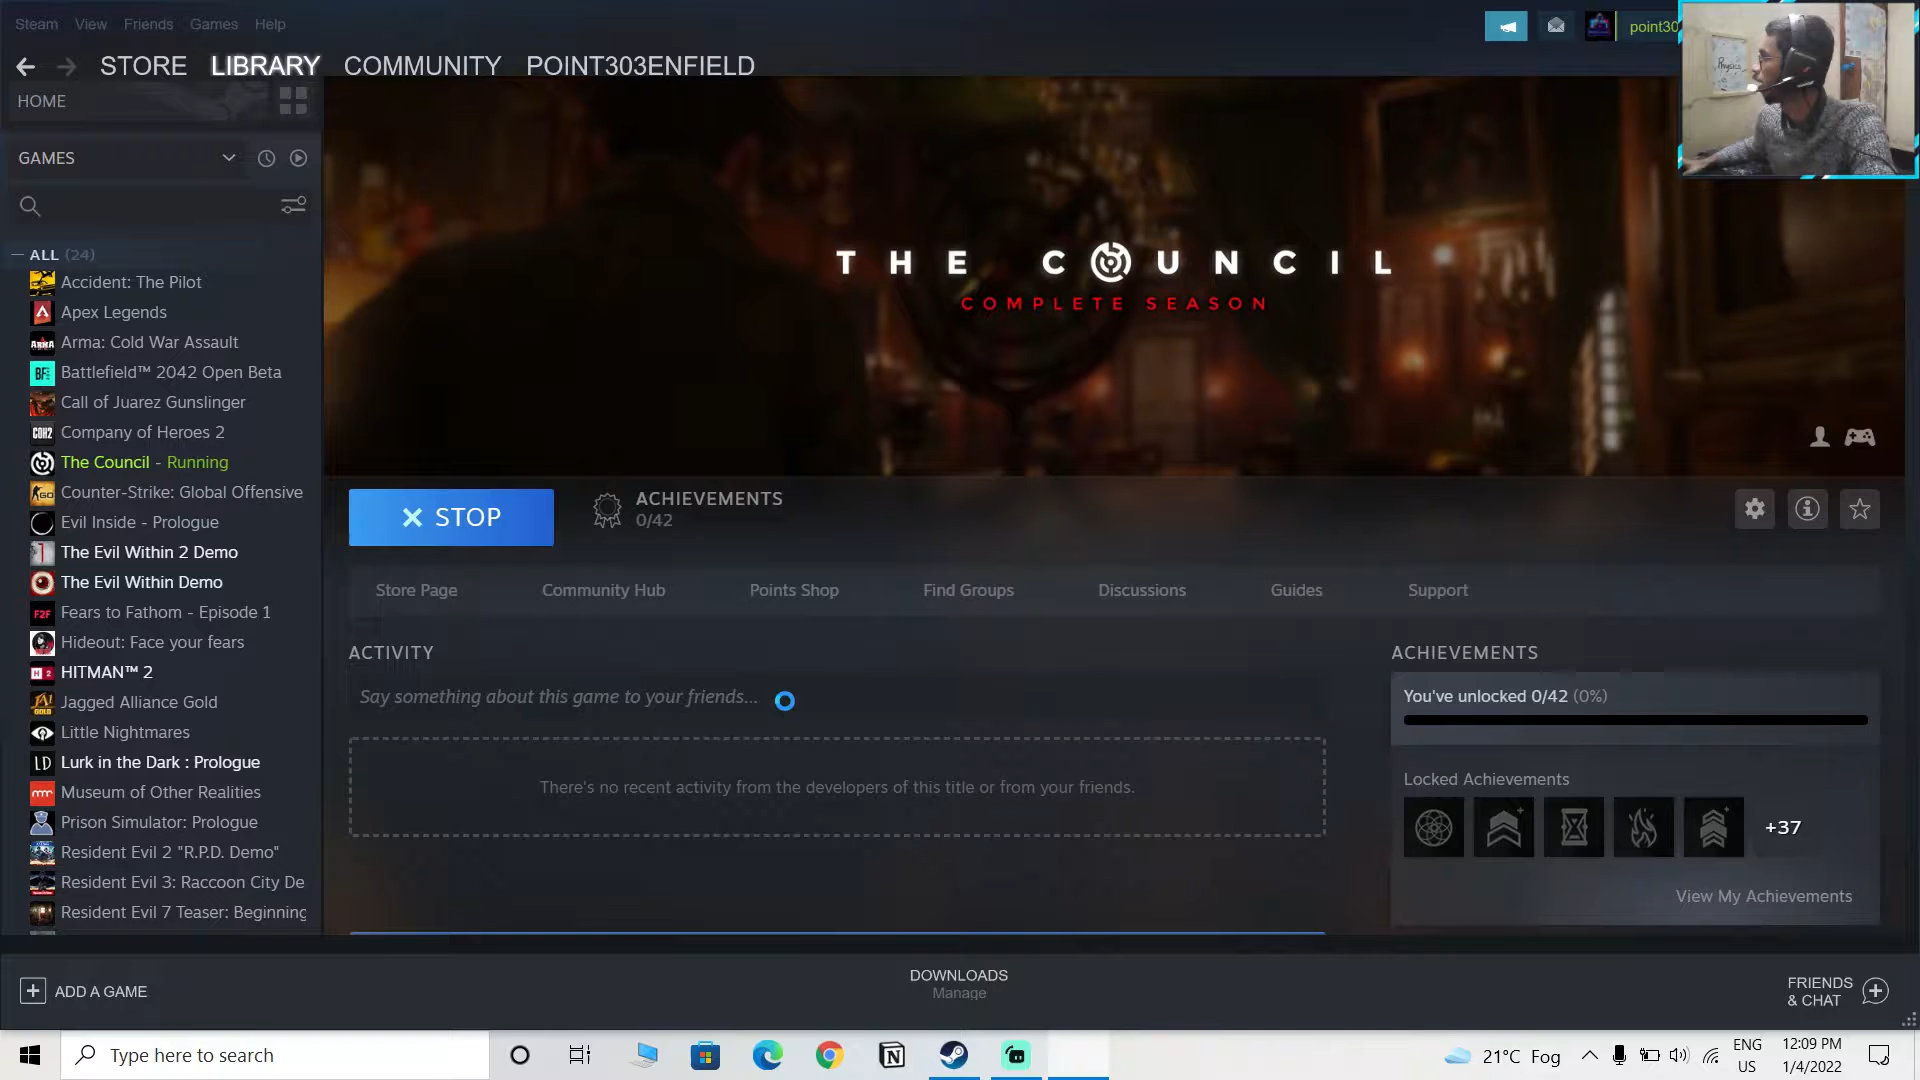 Steam View Friends Games Help
point30
STORE LIBRARY COMMUNITY POINT303ENFIELD
HOME
Physics
GAMES
ALL (24)
Accident: The Pilot
Apex Legends
Arma: Cold War Assault
Battlefield™ 2042 Open Beta
Call of Juarez Gunslinger
Company of Heroes 2
The Council - Running
Counter-Strike: Global Offensive
Evil Inside - Prologue
The Evil Within 2 Demo
The Evil Within Demo
Fears to Fathom - Episode 1
Hideout: Face your fears
HITMAN™ 2
Jagged Alliance Gold
Little Nightmares
Lurk in the Dark : Prologue
Museum of Other Realities
Prison Simulator: Prologue
Resident Evil 2 "R.P.D. Demo"
Resident Evil 3: Raccoon City De
Resident Evil 7 Teaser: Beginning
THE COUNCIL
COMPLETE SEASON
STOP
ACHIEVEMENTS
0/42
Store Page Community Hub Points Shop Find Groups Discussions Guides Support
ACTIVITY
Say something about this game to your friends...
There's no recent activity from the developers of this title or from your friends.
ACHIEVEMENTS
You've unlocked 0/42 (0%)
Locked Achievements
+37
View My Achievements
ADD A GAME
DOWNLOADS
Manage
FRIENDS
& CHAT
Type here to search
21°C Fog
ENG
US
12:09 PM
1/4/2022